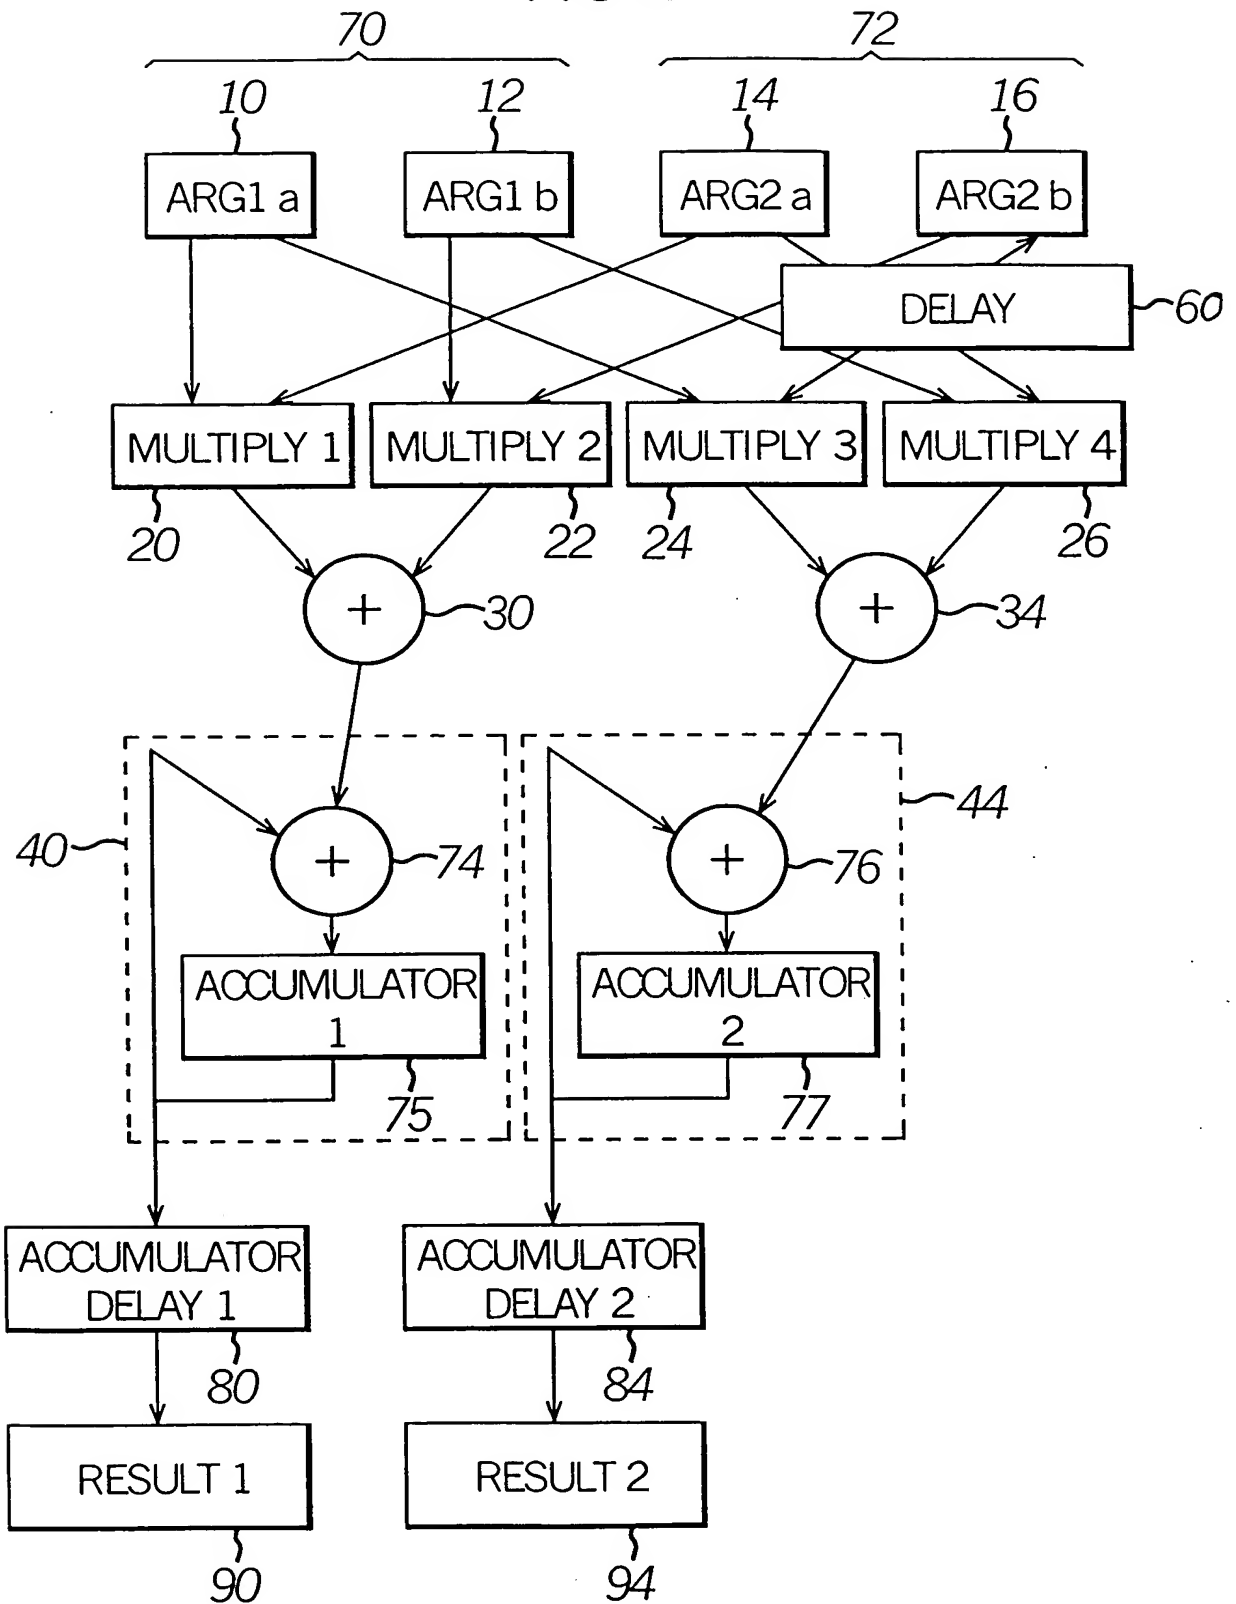 70 72
10 12 14 16
ARG1 a ARG1 b ARG2 a ARG2 b
DELAY 60
MULTIPLY 1 MULTIPLY 2 MULTIPLY 3 MULTIPLY 4
20 22 24 26
+ 30 + 34
40 + 74 + 76 44
ACCUMULATOR
1
ACCUMULATOR
2
75 77
ACCUMULATOR
DELAY 1
ACCUMULATOR
DELAY 2
80 84
RESULT 1 RESULT 2
90 94